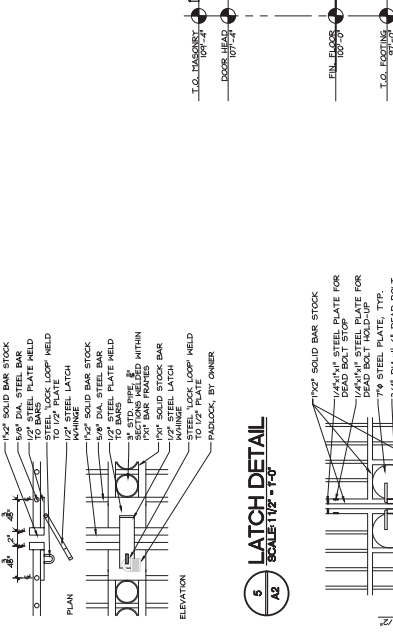 1"x2" SOLID BAR STOCK
5/8" DIA. STEEL BAR
1/2" STEEL PLATE WELD
TO BARS
STEEL 'LOCK LOOP' WELD
TO 1/2" PLATE
1/2" STEEL LATCH
W/HINGE
2"
PLAN
1"x2" SOLID BAR STOCK
5/8" DIA. STEEL BAR
1/2" STEEL PLATE WELD
TO BARS
3" STD. PIPE
SECTIONS WELDED WITHIN
1"X1" BAR FRAMES
1"X1" SOLID STOCK BAR
1/2" STEEL LATCH
W/HINGE
STEEL 'LOCK LOOP' WELD
TO 1/2" PLATE
PADLOCK, BY OWNER
ELEVATION
5
A2
LATCH DETAIL
SCALE: 1 1/2" = 1'-0"
1"X2" SOLID BAR STOCK
1/4"x1"x1" STEEL PLATE FOR
DEAD BOLT STOP
1/4"x1"x1" STEEL PLATE FOR
DEAD BOLT HOLD-UP
7"Φ STEEL PLATE, TYP.
T.O. MASONRY
109'-4"
DOOR HEAD
107'-4"
FIN. FLOOR
100'-0"
T.O. FOOTING
97'-0"